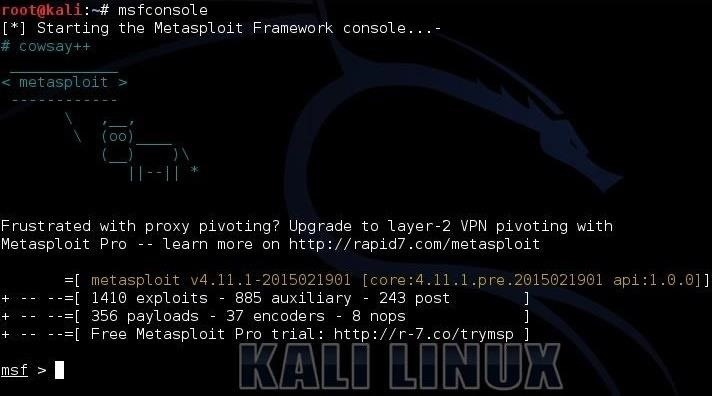 root@kali:~# msfconsole
[*] Starting the Metasploit Framework console...-
# cowsay++
 ____________
< metasploit >
 ------------
       \   ,__,
        \  (oo)____
           (__)    )\
              ||--|| *
Frustrated with proxy pivoting? Upgrade to layer-2 VPN pivoting with
Metasploit Pro -- learn more on http://rapid7.com/metasploit
       =[ metasploit v4.11.1-2015021901 [core:4.11.1.pre.2015021901 api:1.0.0]]
+ -- --=[ 1410 exploits - 885 auxiliary - 243 post        ]
+ -- --=[ 356 payloads - 37 encoders - 8 nops             ]
+ -- --=[ Free Metasploit Pro trial: http://r-7.co/trymsp ]
msf >
KALI LINUX